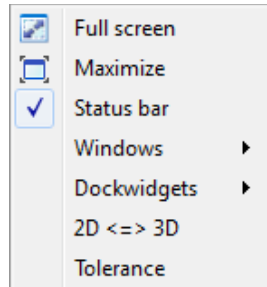 Full screen
Maximize
Status bar
Windows
Dockwidgets
2D <=> 3D
Tolerance